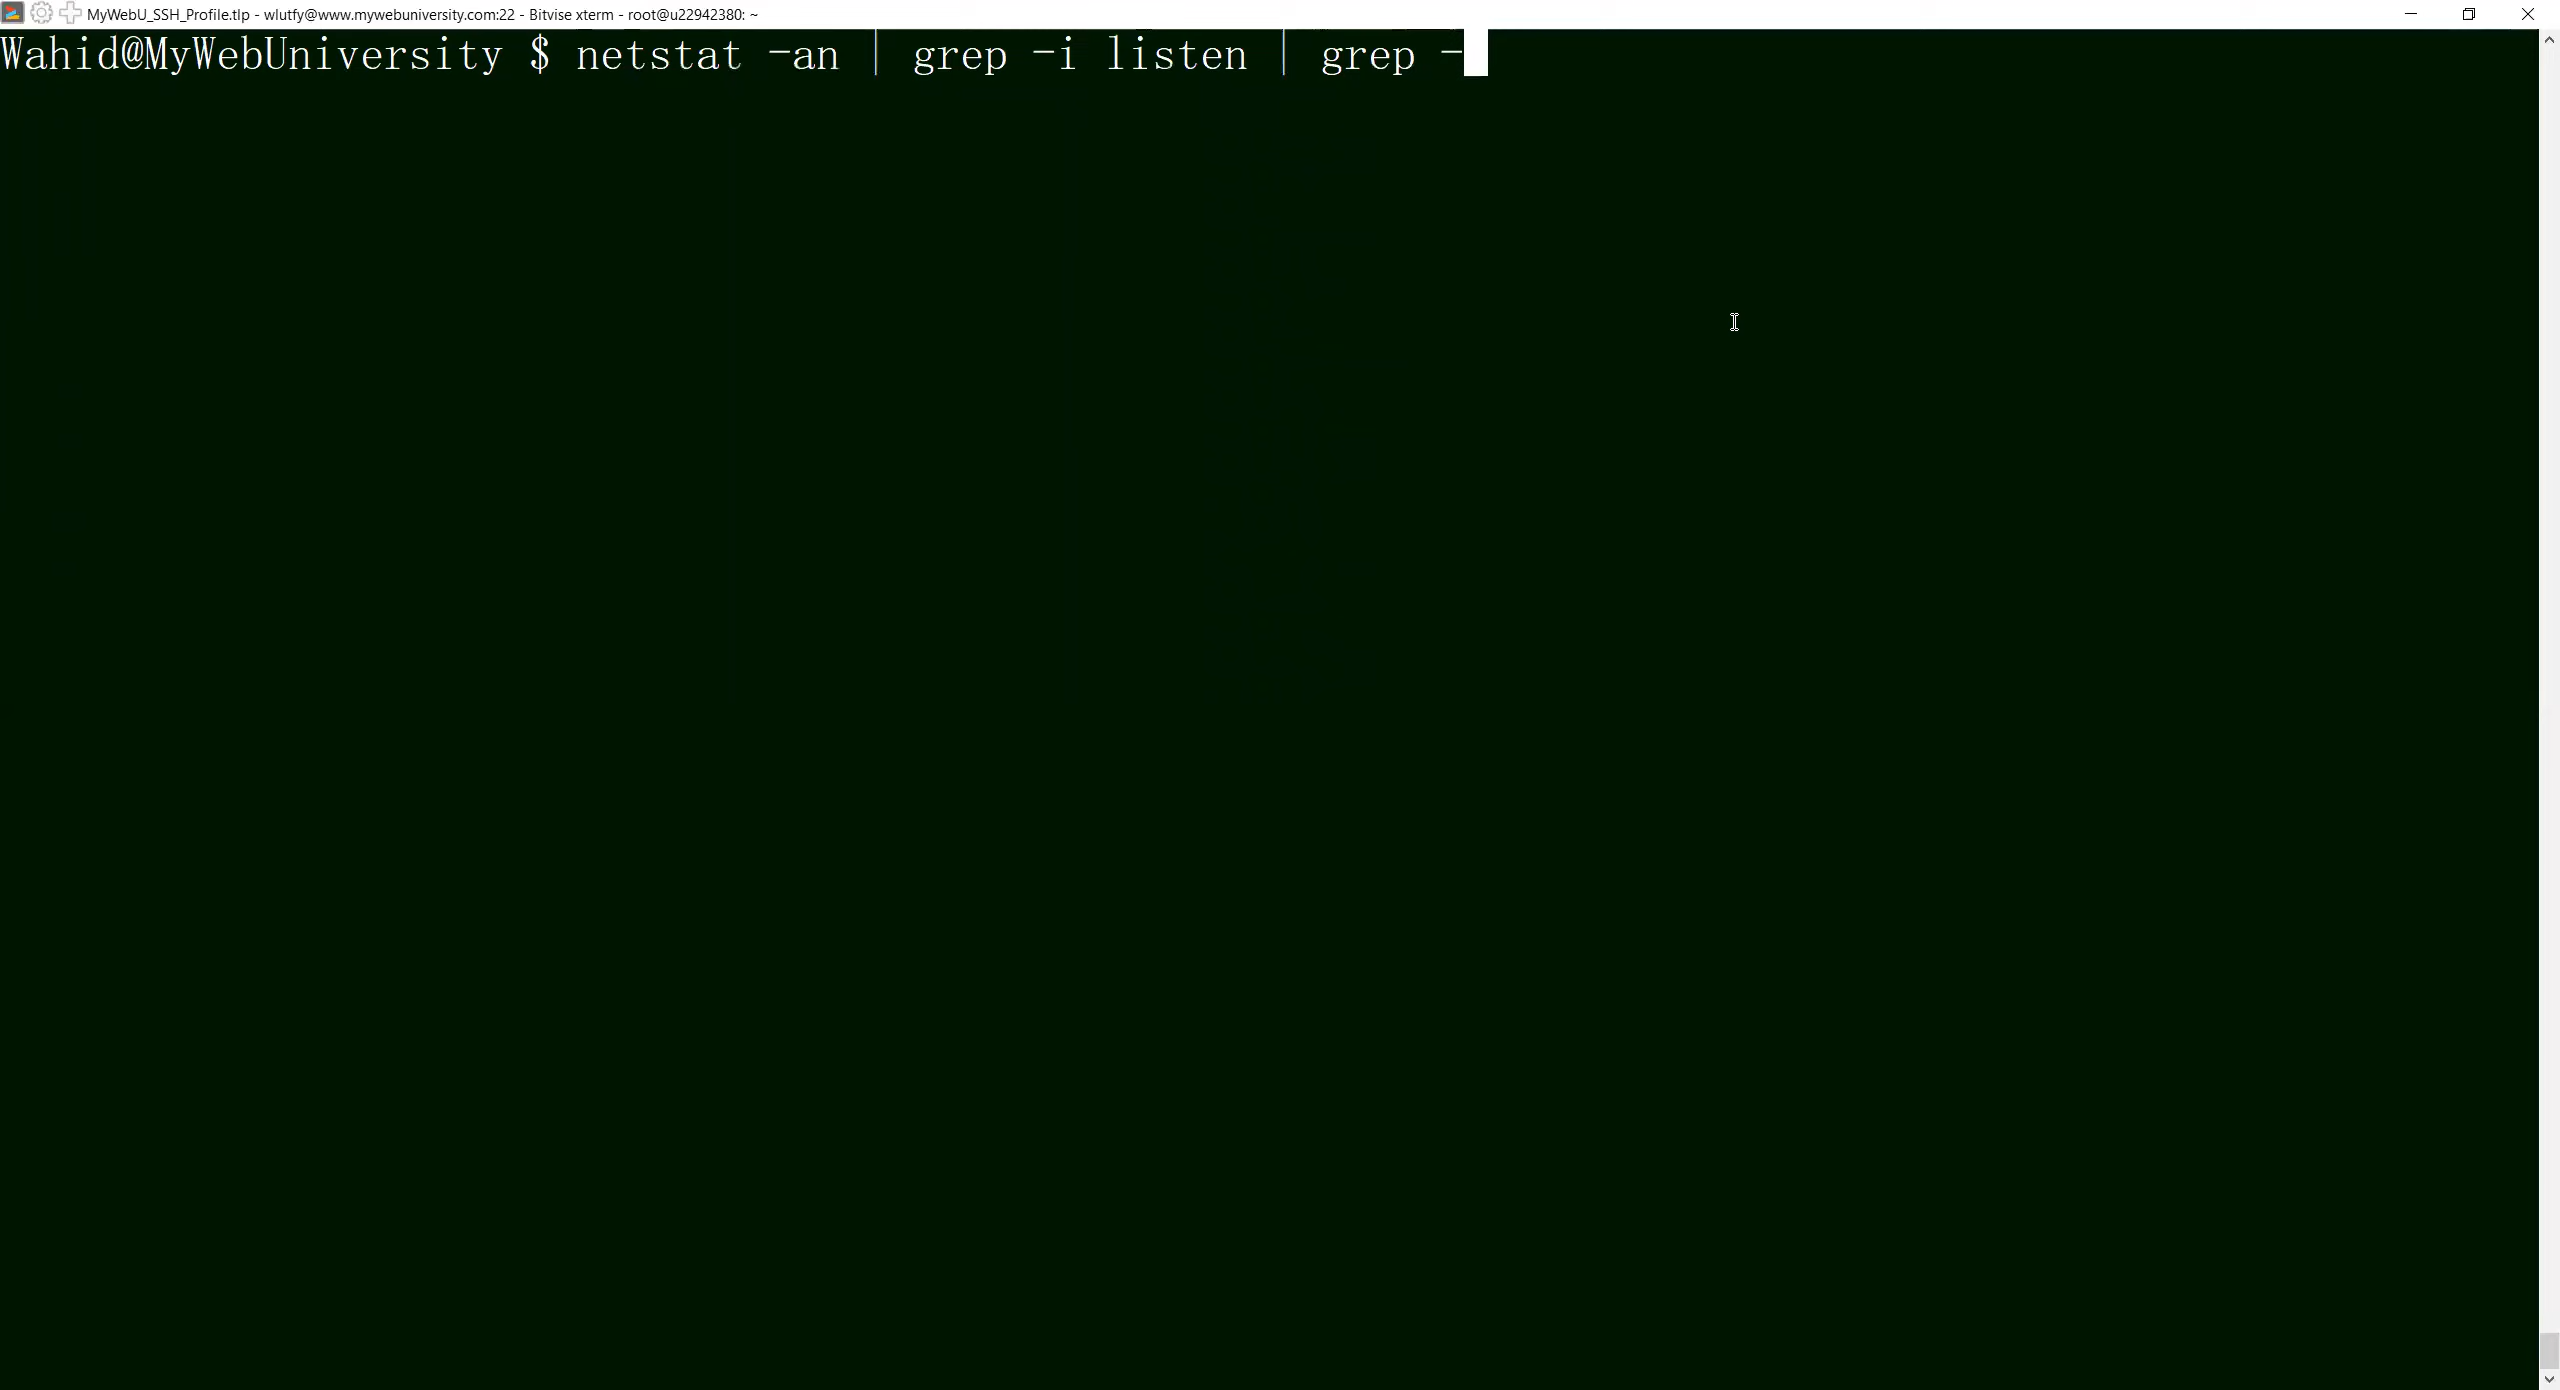 MyWebU_SSH_Profile.tlp - wlutfy@www.mywebuniversity.com:22 - Bitvise xterm - root@u22942380: ~
Wahid@MyWebUniversity $ netstat -an | grep -i listen | grep -